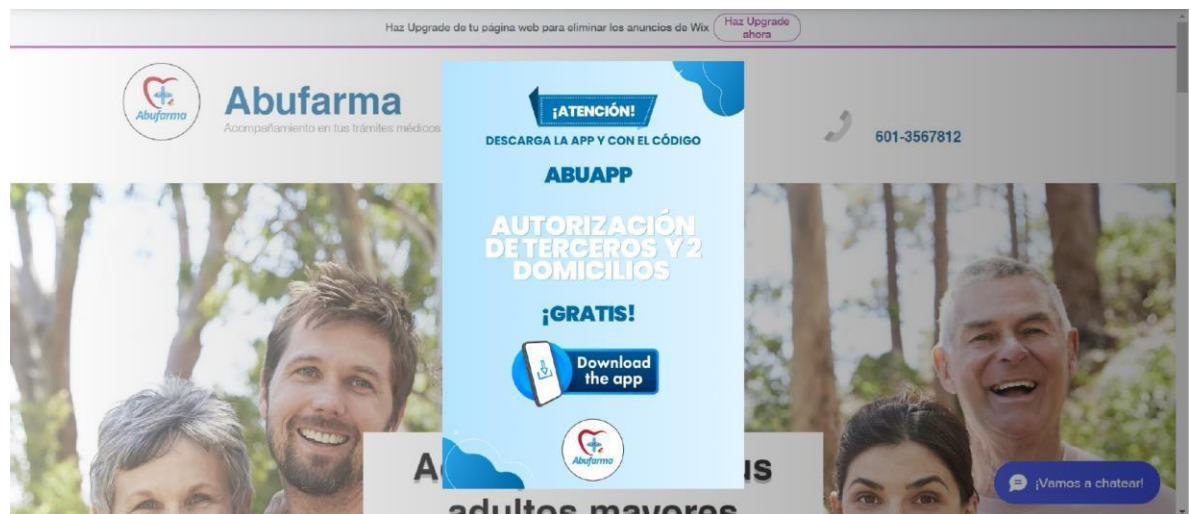 Haz Upgrade de tu página web para eliminar los anuncios de Wix
Haz Upgrade
ahora
Abufarma
Abufarma
Acompañamiento en tus trámites médicos
601-3567812
¡ATENCIÓN!
DESCARGA LA APP Y CON EL CÓDIGO
ABUAPP
AUTORIZACIÓN
DE TERCEROS Y 2
DOMICILIOS
¡GRATIS!
Download
the app
Abufarma
adultos mayores
¡Vamos a chatear!